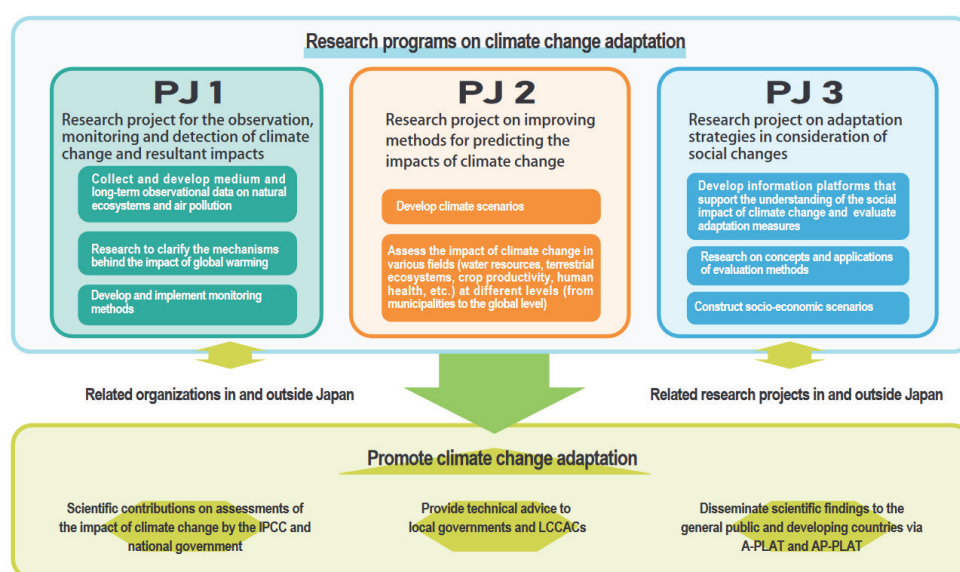 Research programs on climate change adaptation
PJ 1
Research project for the observation,
monitoring and detection of climate
change and resultant impacts
Collect and develop medium and
long-term observational data on natural
ecosystems and air pollution
Research to clarify the mechanisms
behind the impact of global warming
Develop and implement monitoring
methods
PJ 2
Research project on improving
methods for predicting the
impacts of climate change
Develop climate scenarios
Assess the impact of climate change in
various fields (water resources, terrestrial
ecosystems, crop productivity, human
health, etc.) at different levels (from
municipalities to the global level)
PJ 3
Research project on adaptation
strategies in consideration of
social changes
Develop information platforms that
support the understanding of the social
impact of climate change and evaluate
adaptation measures
Research on concepts and applications
of evaluation methods
Construct socio-economic scenarios
Related organizations in and outside Japan
Related research projects in and outside Japan
Promote climate change adaptation
Scientific contributions on assessments of
the impact of climate change by the IPCC and
national government
Provide technical advice to
local governments and LCCACs
Disseminate scientific findings to the
general public and developing countries via
A-PLAT and AP-PLAT